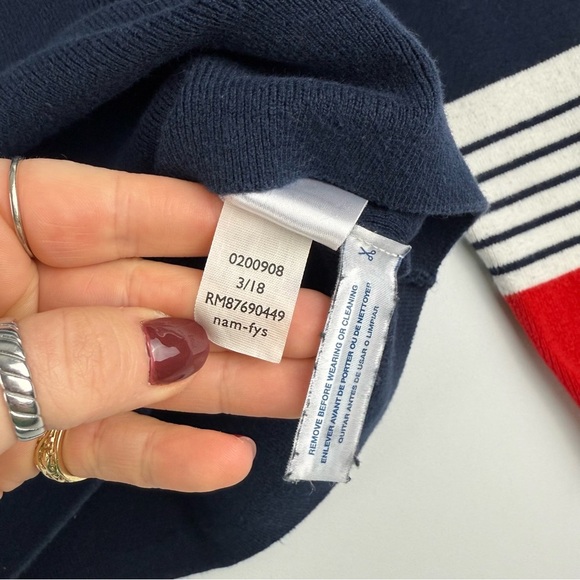 0200908
3/18
RM87690449
nam-fys
REMOVE BEFORE WEARING OR CLEANING
ENLEVER AVANT DE PORTER OU DE NETTOYER
QUITAR ANTES DE USAR O LIMPIAR